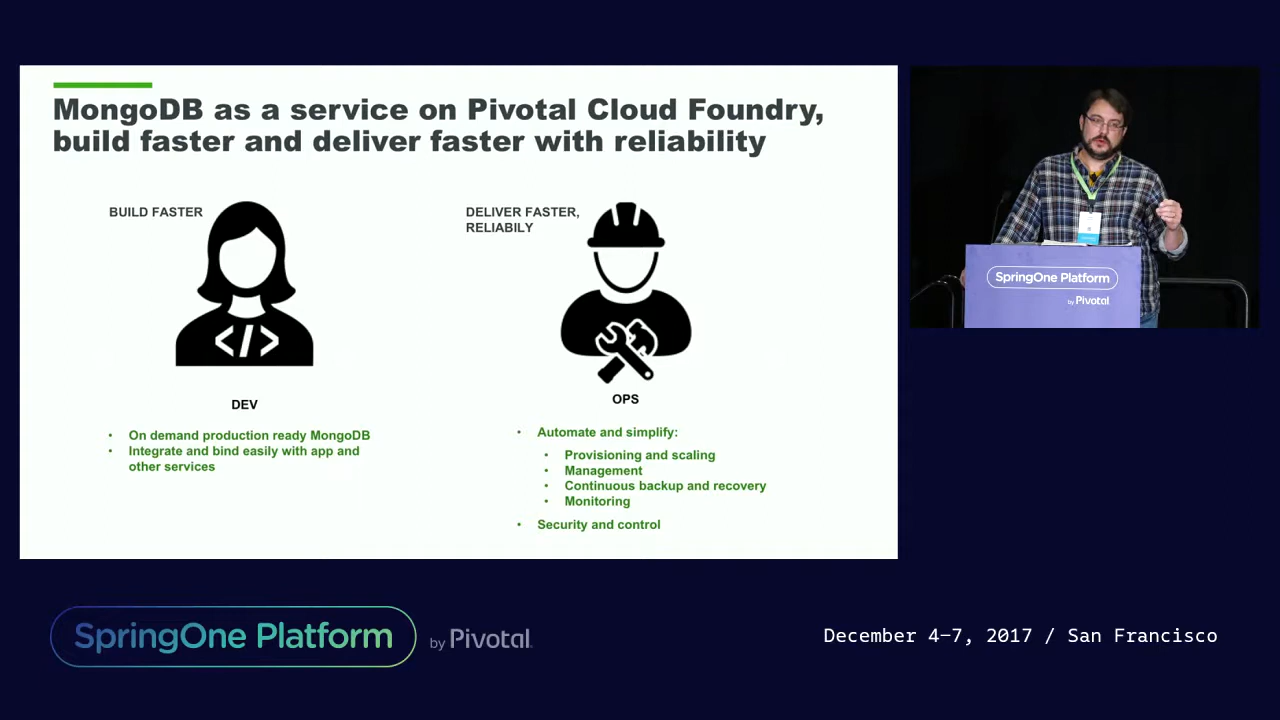 MongoDB as a service on Pivotal Cloud Foundry,
build faster and deliver faster with reliability
BUILD FASTER
DEV
• On demand production ready MongoDB
• Integrate and bind easily with app and
other services
DELIVER FASTER,
RELIABILY
OPS
• Automate and simplify:
• Provisioning and scaling
• Management
• Continuous backup and recovery
• Monitoring
• Security and control
</>
SpringOne Platform
by Pivotal
SpringOne Platform by Pivotal.
December 4–7, 2017 / San Francisco